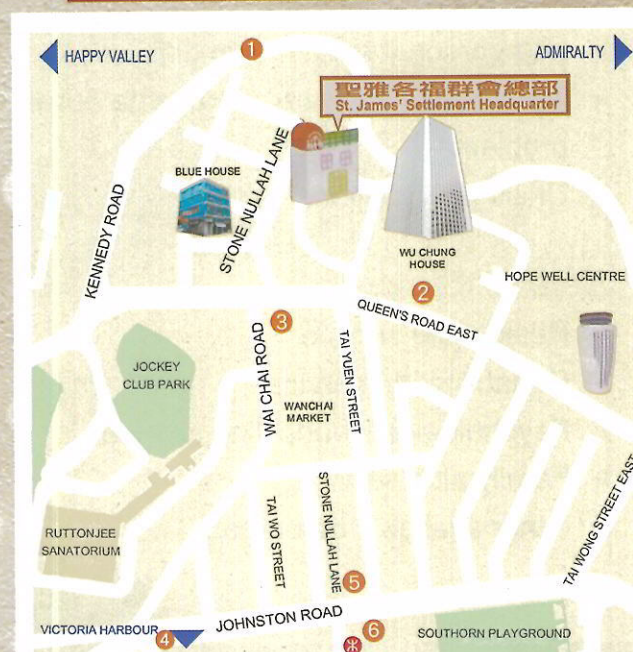 1
HAPPY VALLEY
ADMIRALTY
聖雅各福群會總部
St. James' Settlement Headquarter
BLUE HOUSE
STONE NULLAH LANE
KENNEDY ROAD
WU CHUNG
HOUSE
HOPE WELL CENTRE
2
QUEEN'S ROAD EAST
3
WAI CHAI ROAD
TAI YUEN STREET
JOCKEY
CLUB PARK
WANCHAI
MARKET
TAI WO STREET
STONE NULLAH LANE
TAI WONG STREET EAST
RUTTONJEE
SANATORIUM
5
JOHNSTON ROAD
VICTORIA HARBOUR
4
6
SOUTHORN PLAYGROUND